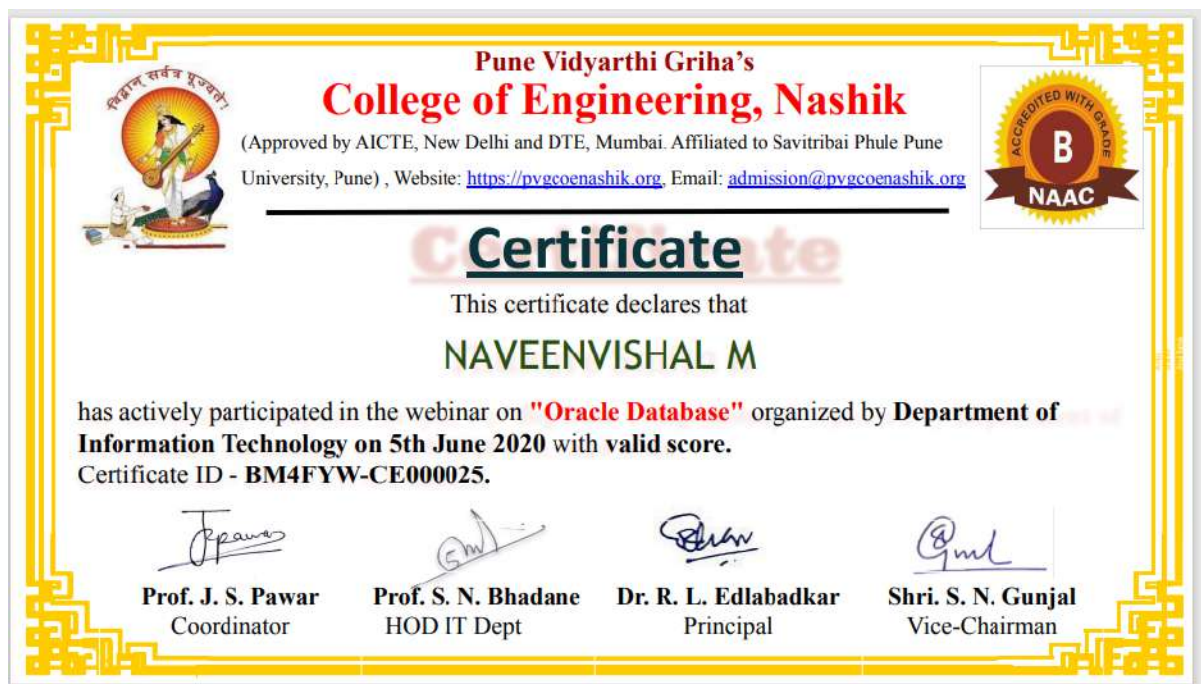 विद्वान् सर्वत्र पूज्यते।
Pune Vidyarthi Griha's
College of Engineering, Nashik
(Approved by AICTE, New Delhi and DTE, Mumbai. Affiliated to Savitribai Phule Pune
University, Pune) , Website: https://pvgcoenashik.org, Email: admission@pvgcoenashik.org
ACCREDITED WITH GRADE
B
NAAC
Certificate
This certificate declares that
NAVEENVISHAL M
has actively participated in the webinar on "Oracle Database" organized by Department of
Information Technology on 5th June 2020 with valid score.
Certificate ID - BM4FYW-CE000025.
Prof. J. S. Pawar
Coordinator
Prof. S. N. Bhadane
HOD IT Dept
Dr. R. L. Edlabadkar
Principal
Shri. S. N. Gunjal
Vice-Chairman